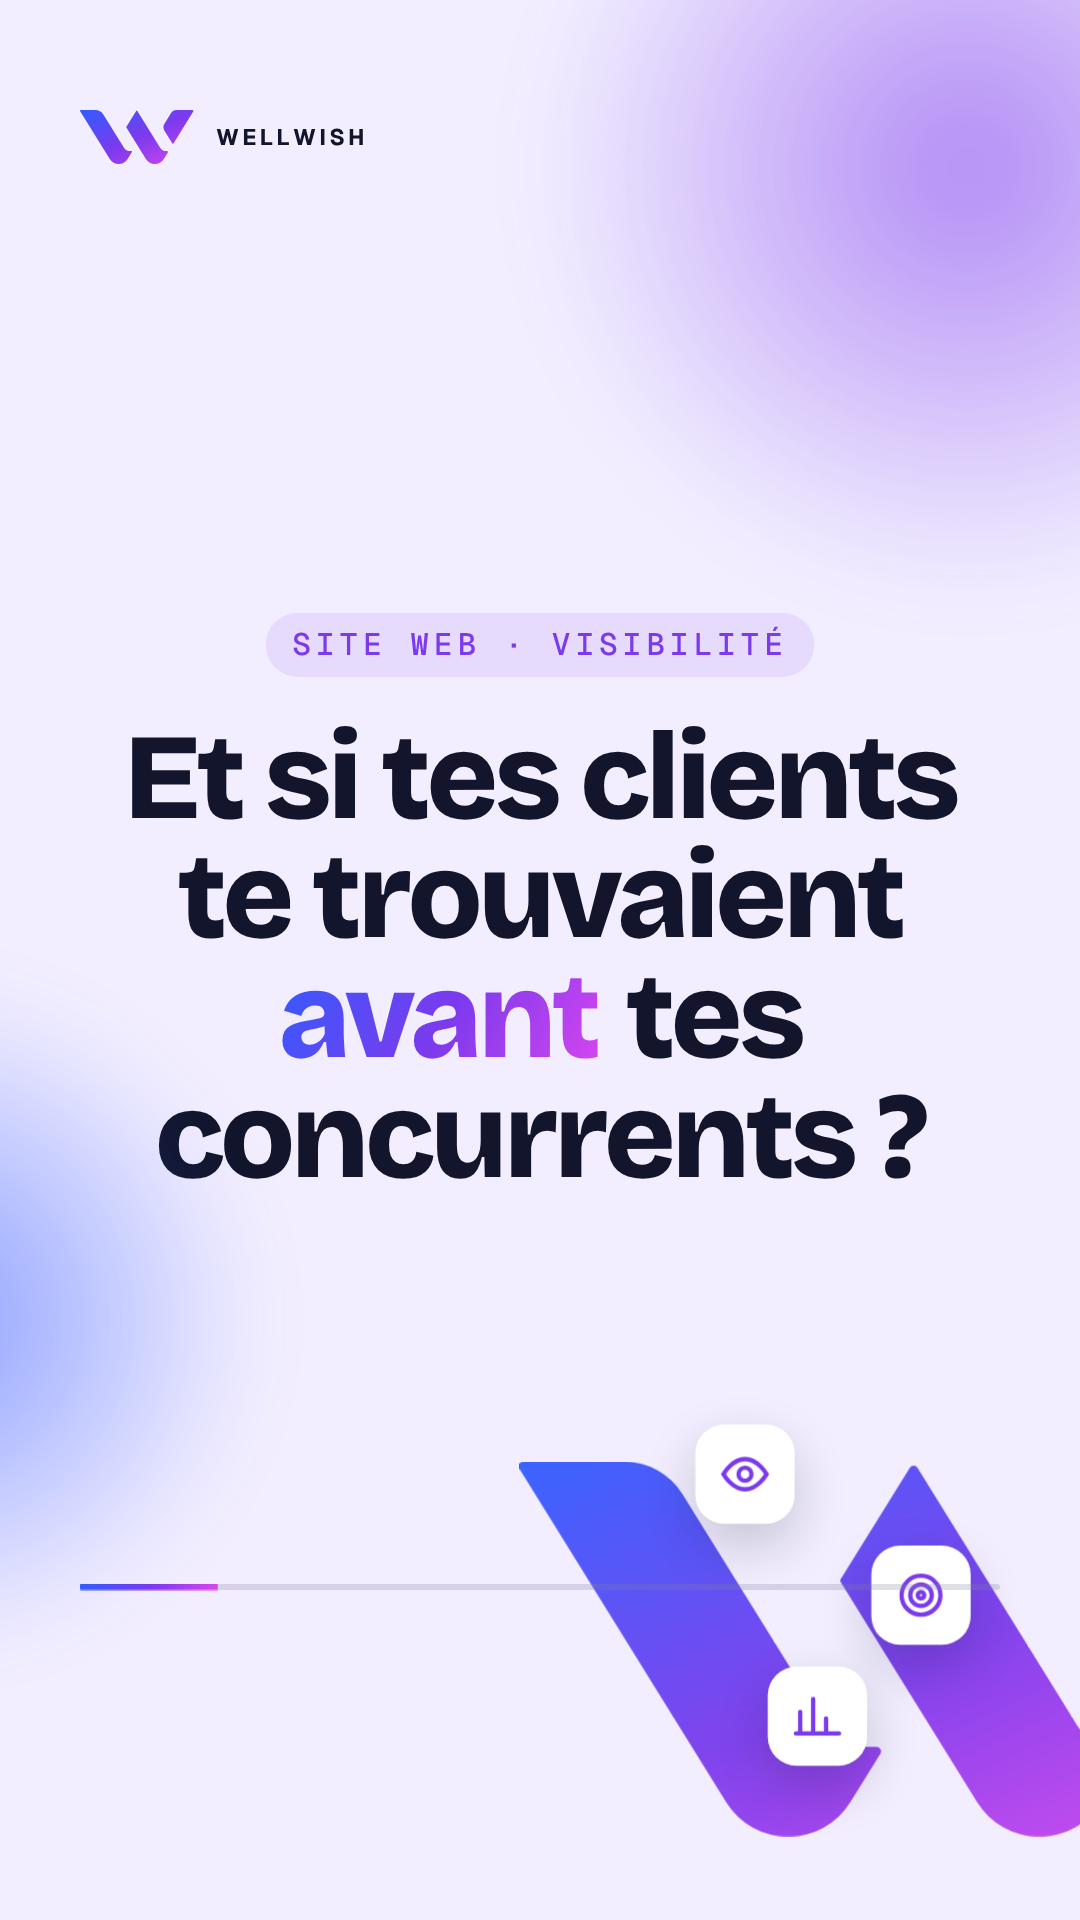 WELLWISH
SITE WEB · VISIBILITÉ
Et si tes clients
te trouvaient
avant tes
concurrents ?